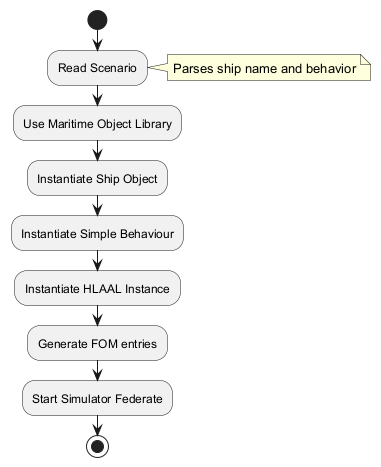 Read Scenario
Parses ship name and behavior
Use Maritime Object Library
Instantiate Ship Object
Instantiate Simple Behaviour
Instantiate HLAAL Instance
Generate FOM entries
Start Simulator Federate